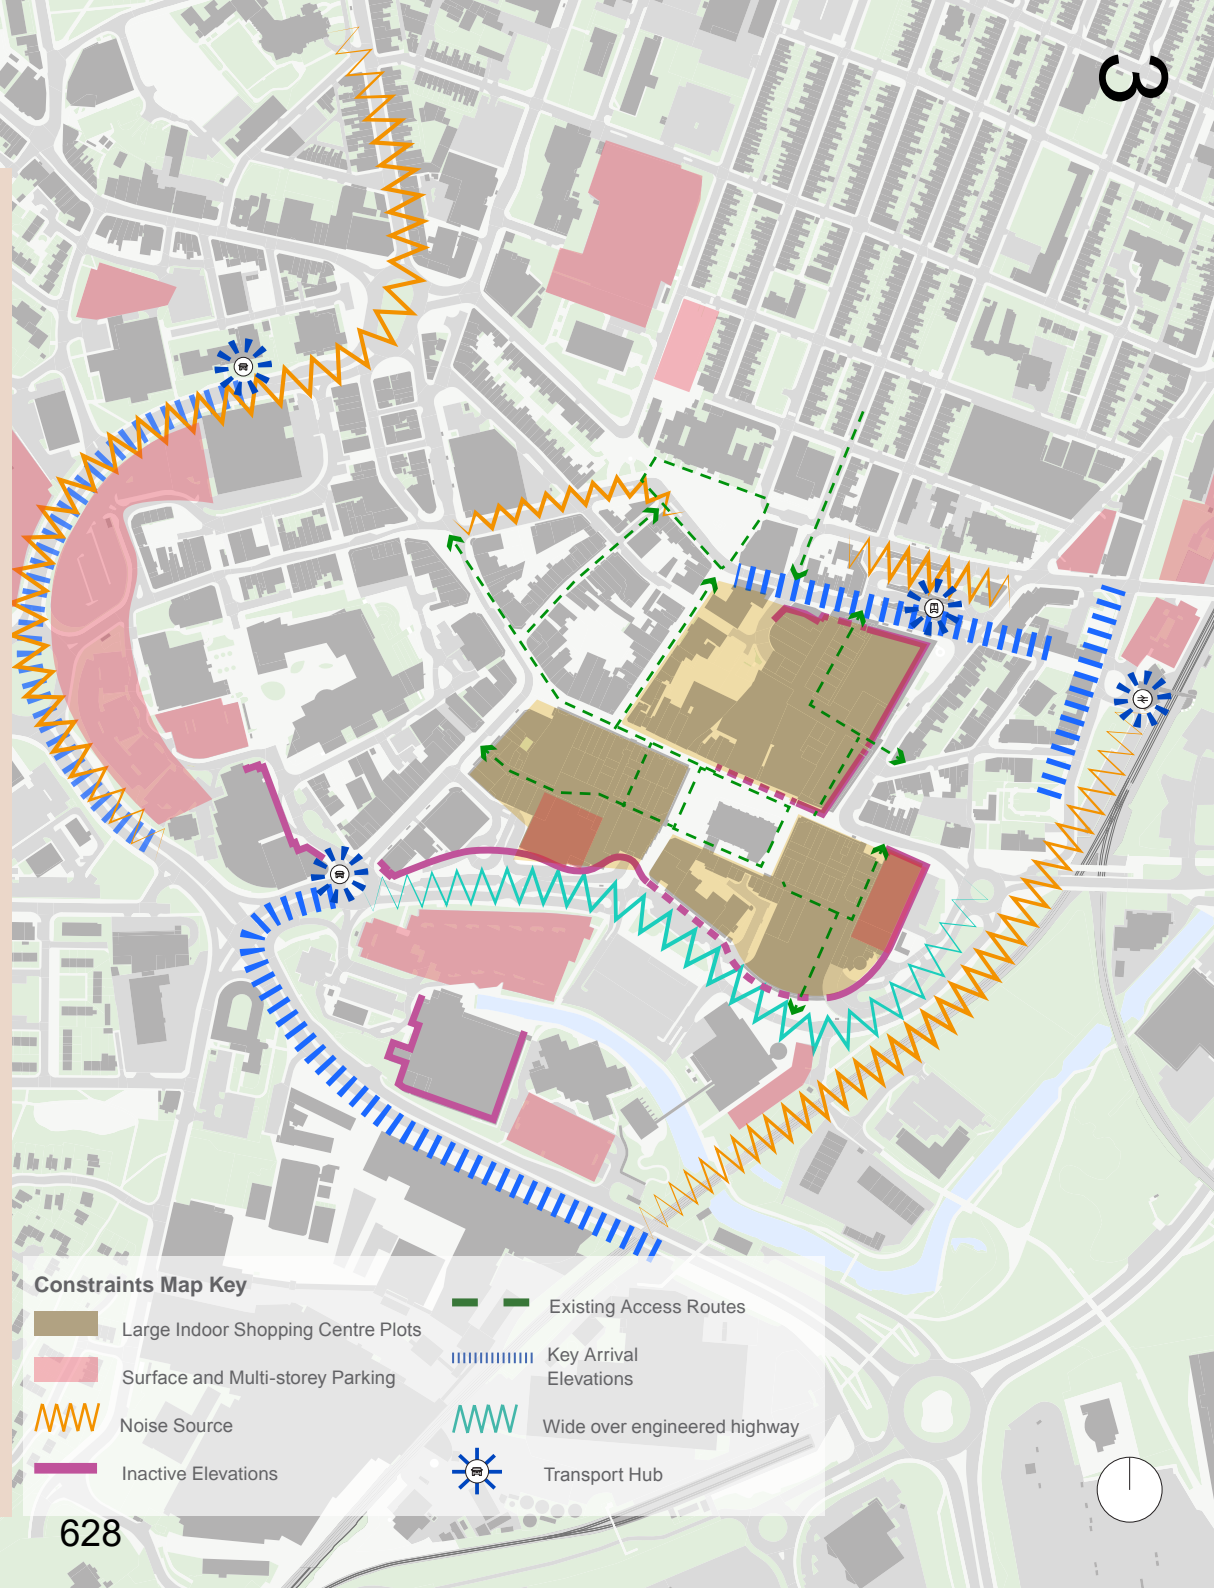 3
Constraints Map Key
Large Indoor Shopping Centre Plots
Surface and Multi-storey Parking
Noise Source
Inactive Elevations
Existing Access Routes
Key Arrival
Elevations
Wide over engineered highway
Transport Hub
628